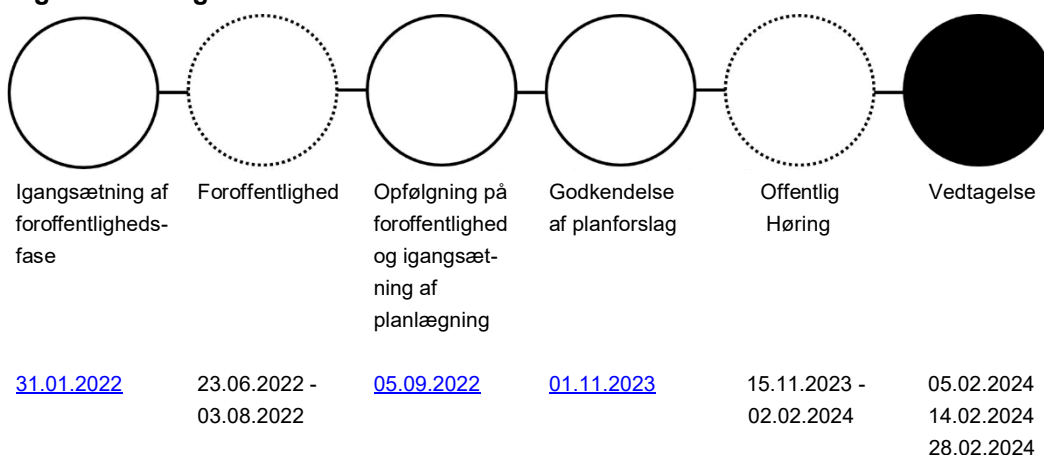 Igangsætning af
foroffentligheds-
fase
31.01.2022
Foroffentlighed
23.06.2022 -
03.08.2022
Opfølgning på
foroffentlighed
og igangsæt-
ning af
planlægning
05.09.2022
Godkendelse
af planforslag
01.11.2023
Offentlig
Høring
15.11.2023 -
02.02.2024
Vedtagelse
05.02.2024
14.02.2024
28.02.2024